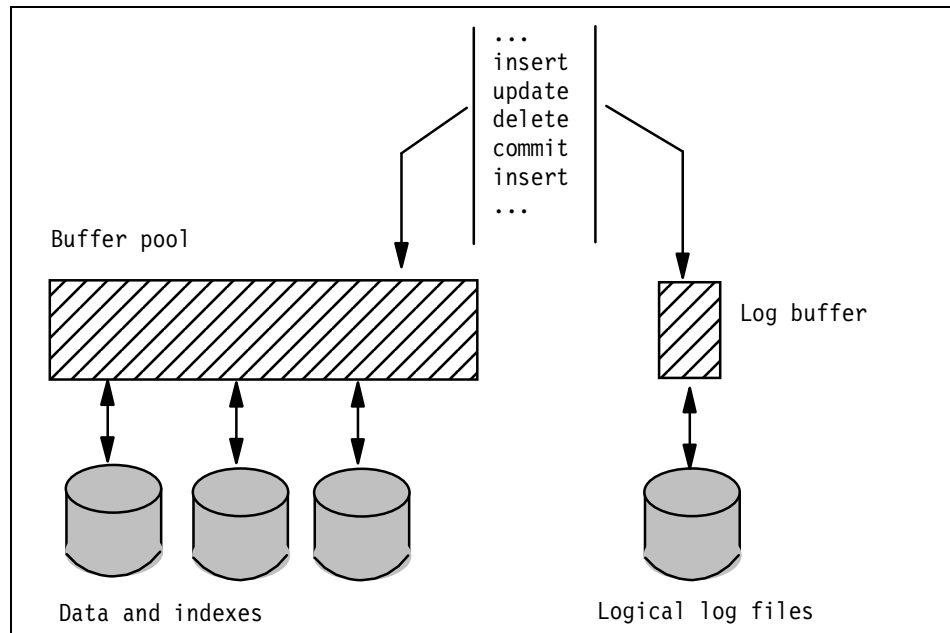 ...
insert
update
delete
commit
insert
...
Buffer pool
Log buffer
Data and indexes
Logical log files